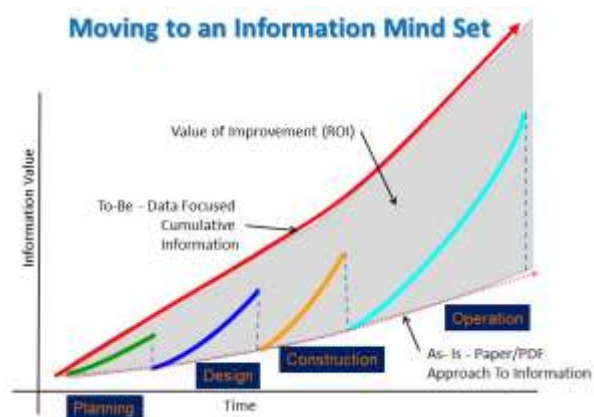 Moving to an Information Mind Set
Value of Improvement (ROI)
To-Be - Data Focused
Cumulative
Information
Information Value
Operation
Construction
Design
Planning
As- Is - Paper/PDF
Approach To Information
Time